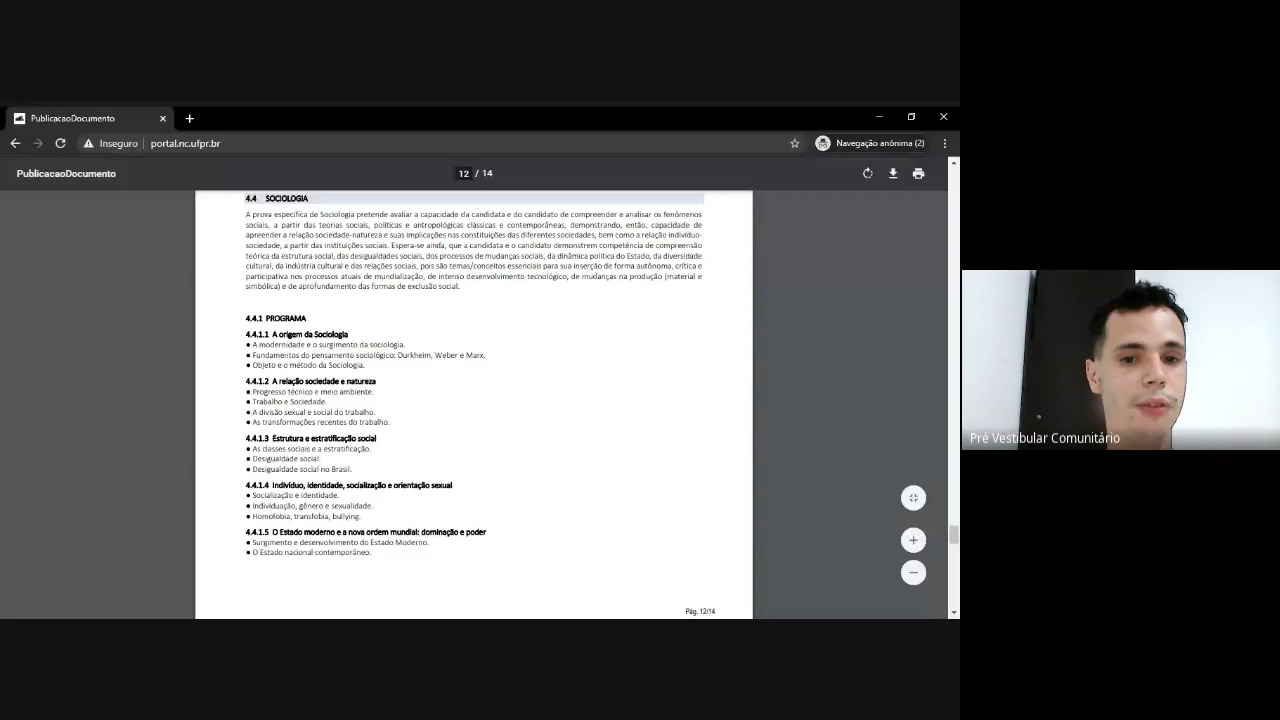 PublicacaoDocumento
Inseguro
portal.nc.ufpr.br
Navegação anónima (2)
PublicacaoDocumento
12 / 14
4.4 SOCIOLOGIA
A prova específica de Sociologia pretende avaliar a capacidade da candidata e do candidato de compreender e analisar os fenômenos
sociais, a partir das teorias sociais, políticas e antropológicas clássicas e contemporâneas, demonstrando, então, capacidade de
apreender a relação sociedade-natureza e suas implicações nas constituições das diferentes sociedades, bem como a relação indivíduo-
sociedade, a partir das instituições sociais. Espera-se ainda, que a candidata e o candidato demonstrem competência de compreensão
teórica da estrutura social, das desigualdades sociais, dos processos de mudanças sociais, da dinâmica política do Estado, da diversidade
cultural, da indústria cultural e das relações sociais, pois são temas/conceitos essenciais para sua inserção de forma autônoma, crítica e
participativa nos processos atuais de mundialização, de intenso desenvolvimento tecnológico, de mudanças na produção (material e
simbólica) e de aprofundamento das formas de exclusão social.
4.4.1 PROGRAMA
4.4.1.1 A origem da Sociologia
● A modernidade e o surgimento da sociologia.
● Fundamentos do pensamento sociológico: Durkheim, Weber e Marx.
● Objeto e o método da Sociologia.
4.4.1.2 A relação sociedade e natureza
● Progresso técnico e meio ambiente.
● Trabalho e Sociedade.
● A divisão sexual e social do trabalho.
● As transformações recentes do trabalho.
4.4.1.3 Estrutura e estratificação social
● As classes sociais e a estratificação.
● Desigualdade social.
● Desigualdade social no Brasil.
4.4.1.4 Indivíduo, identidade, socialização e orientação sexual
● Socialização e identidade.
● Individuação, gênero e sexualidade.
● Homofobia, transfobia, bullying.
4.4.1.5 O Estado moderno e a nova ordem mundial: dominação e poder
● Surgimento e desenvolvimento do Estado Moderno.
● O Estado nacional contemporâneo.
Pág. 12/14
Pré Vestibular Comunitário